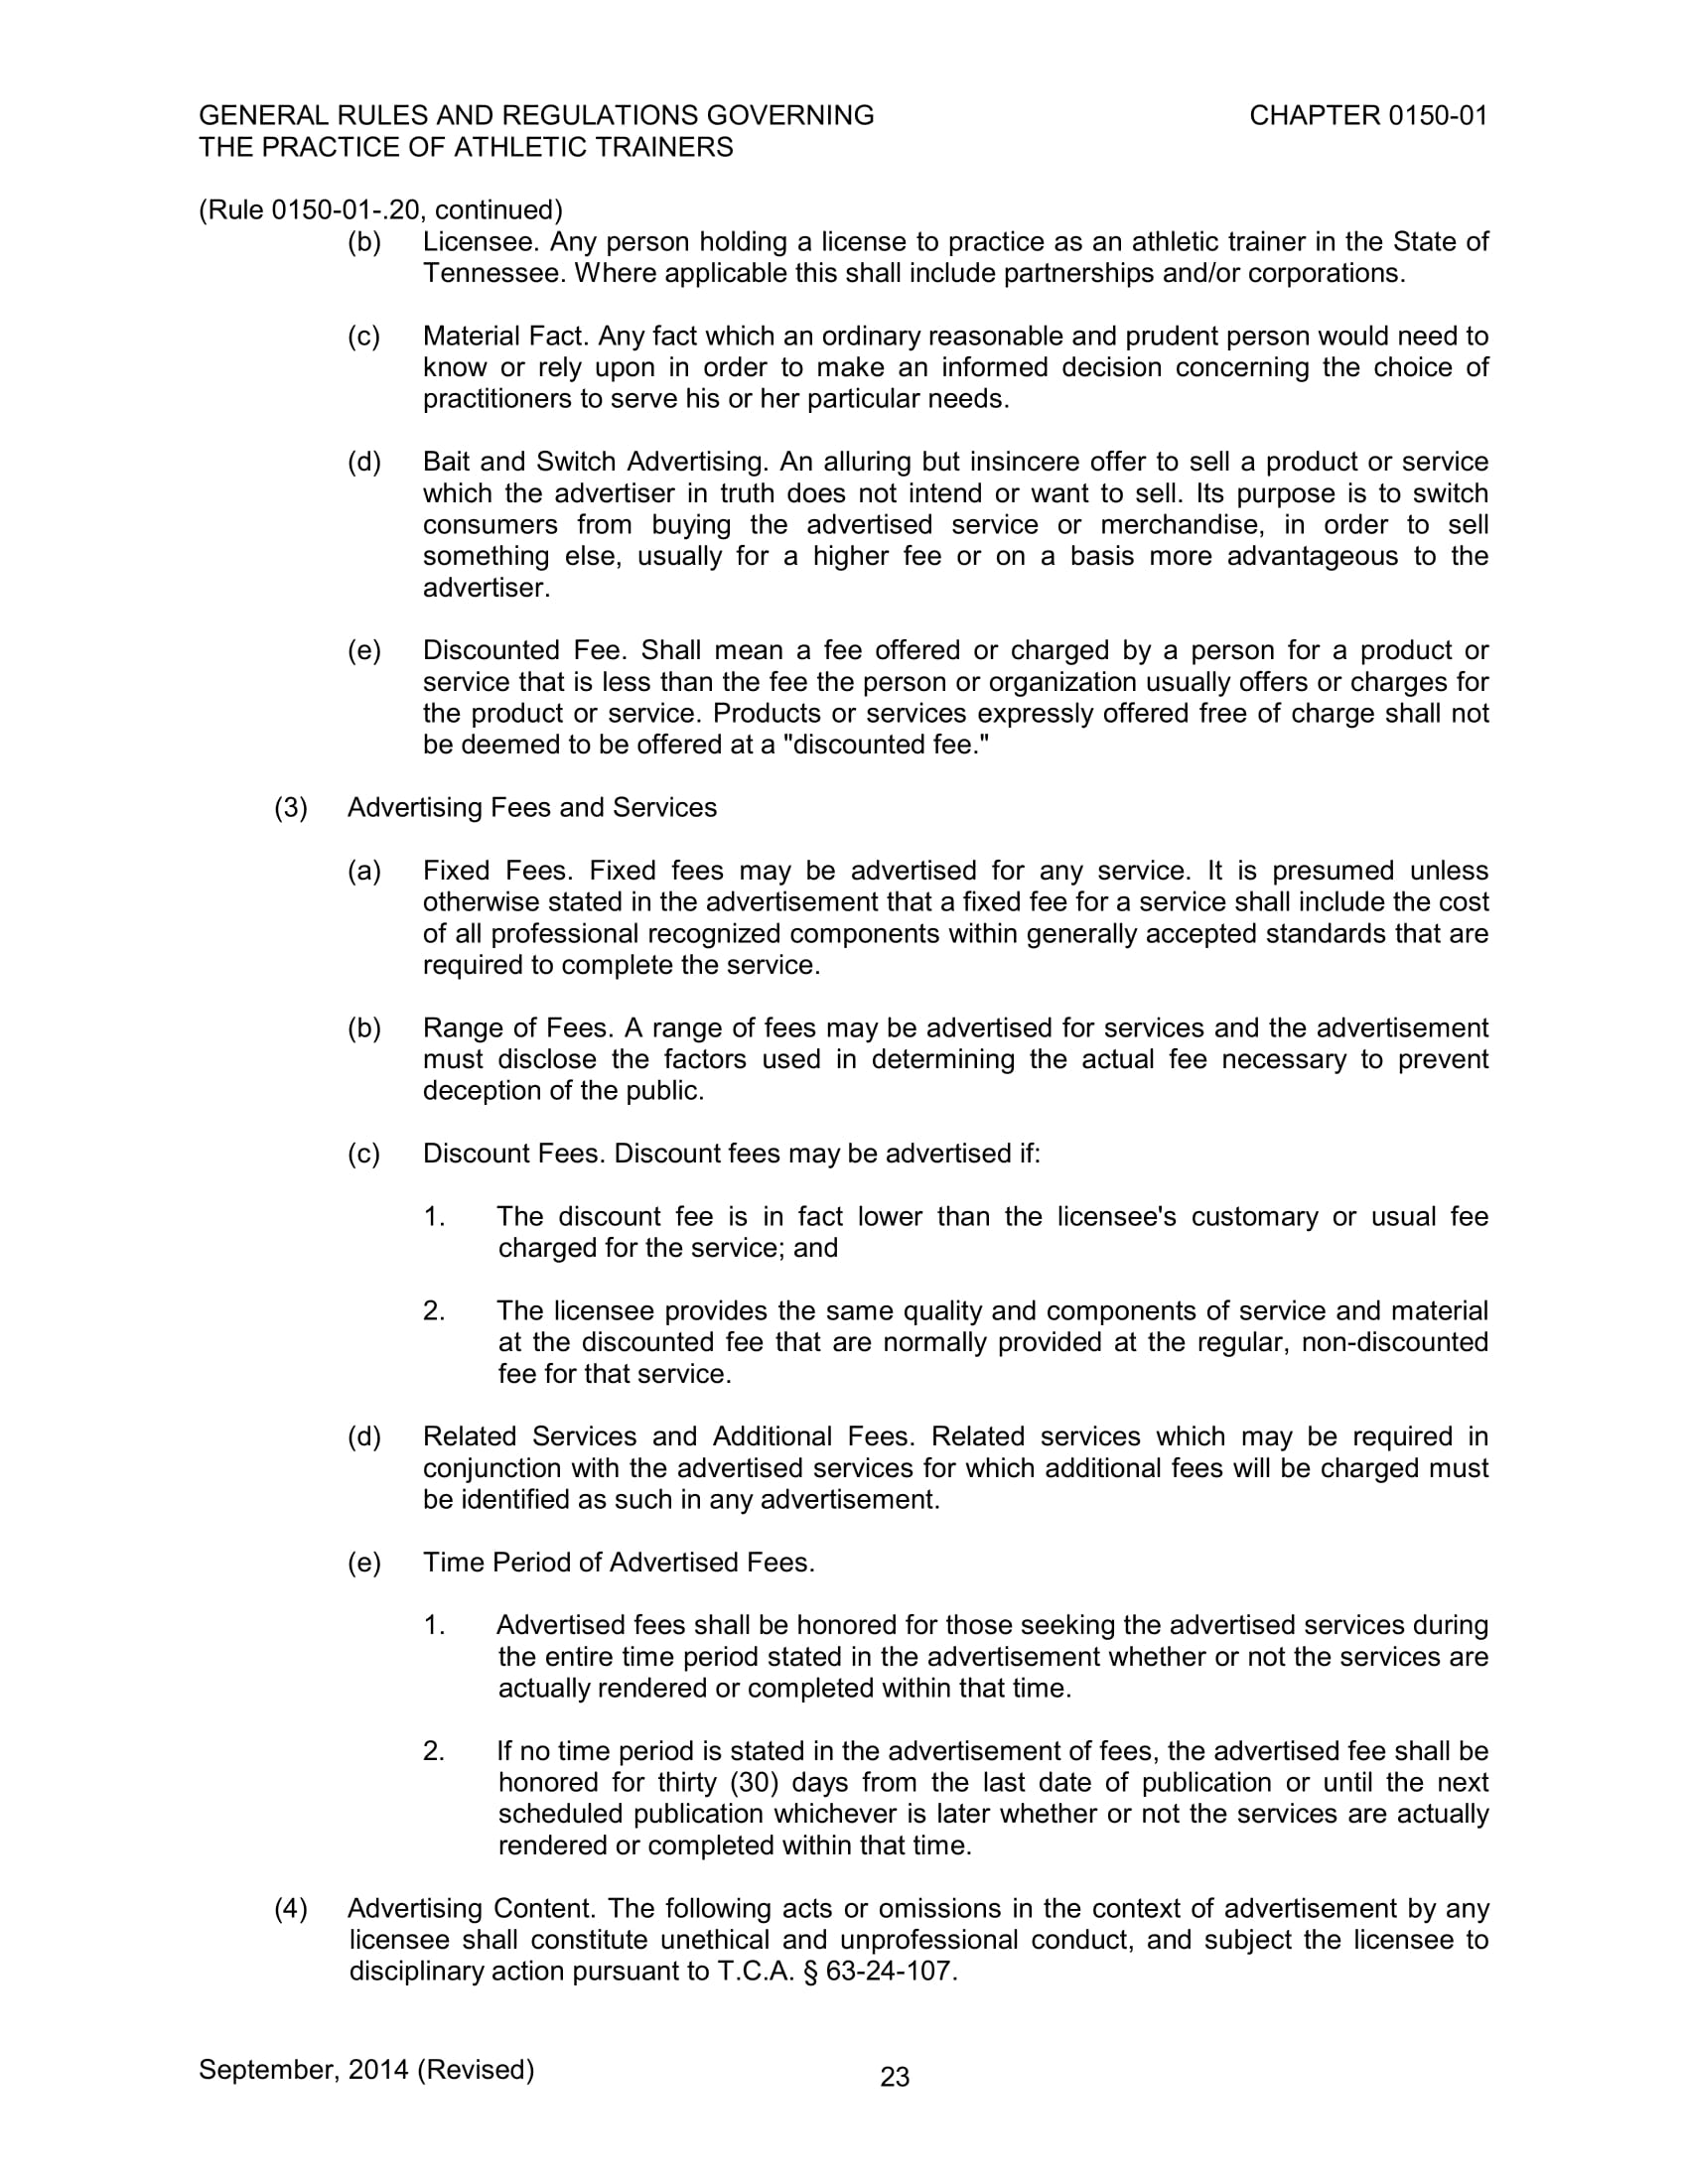 GENERAL RULES AND REGULATIONS GOVERNING CHAPTER 0150-01
THE PRACTICE OF ATHLETIC TRAINERS
(Rule 0150-01-.20, continued)
(b) Licensee. Any person holding a license to practice as an athletic trainer in the State of
Tennessee. Where applicable this shall include partnerships and/or corporations.
(c) Material Fact. Any fact which an ordinary reasonable and prudent person would need to
know or rely upon in order to make an informed decision concerning the choice of
practitioners to serve his or her particular needs.
(d) Bait and Switch Advertising. An alluring but insincere offer to sell a product or service
which the advertiser in truth does not intend or want to sell. Its purpose is to switch
consumers from buying the advertised service or merchandise, in order to sell
something else, usually for a higher fee or on a basis more advantageous to the
advertiser.
(e) Discounted Fee. Shall mean a fee offered or charged by a person for a product or
service that is less than the fee the person or organization usually offers or charges for
the product or service. Products or services expressly offered free of charge shall not
be deemed to be offered at a "discounted fee."
(3) Advertising Fees and Services
(a) Fixed Fees. Fixed fees may be advertised for any service. It is presumed unless
otherwise stated in the advertisement that a fixed fee for a service shall include the cost
of all professional recognized components within generally accepted standards that are
required to complete the service.
(b) Range of Fees. A range of fees may be advertised for services and the advertisement
must disclose the factors used in determining the actual fee necessary to prevent
deception of the public.
(c) Discount Fees. Discount fees may be advertised if:
1. The discount fee is in fact lower than the licensee's customary or usual fee
charged for the service; and
2. The licensee provides the same quality and components of service and material
at the discounted fee that are normally provided at the regular, non-discounted
fee for that service.
(d) Related Services and Additional Fees. Related services which may be required in
conjunction with the advertised services for which additional fees will be charged must
be identified as such in any advertisement.
(e) Time Period of Advertised Fees.
1. Advertised fees shall be honored for those seeking the advertised services during
the entire time period stated in the advertisement whether or not the services are
actually rendered or completed within that time.
2. If no time period is stated in the advertisement of fees, the advertised fee shall be
honored for thirty (30) days from the last date of publication or until the next
scheduled publication whichever is later whether or not the services are actually
rendered or completed within that time.
(4) Advertising Content. The following acts or omissions in the context of advertisement by any
licensee shall constitute unethical and unprofessional conduct, and subject the licensee to
disciplinary action pursuant to T.C.A. § 63-24-107.
September, 2014 (Revised) 23